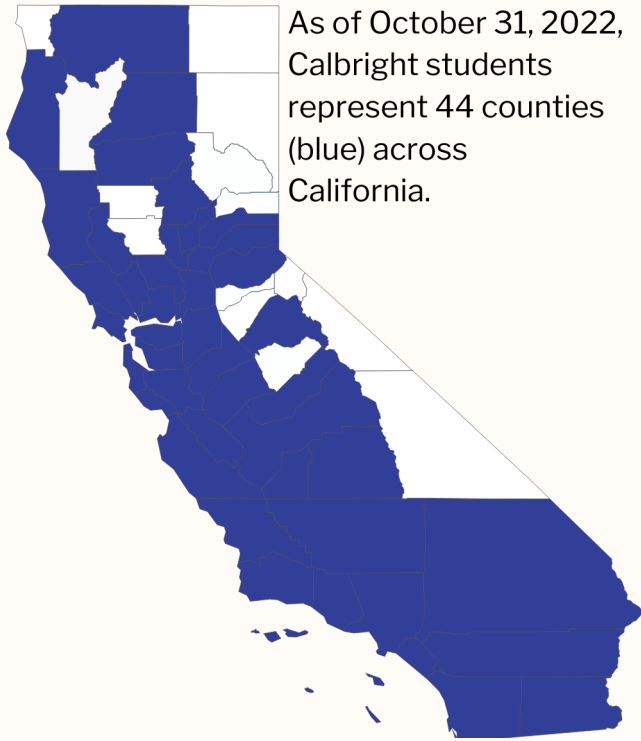 As of October 31, 2022,
Calbright students
represent 44 counties
(blue) across
California.